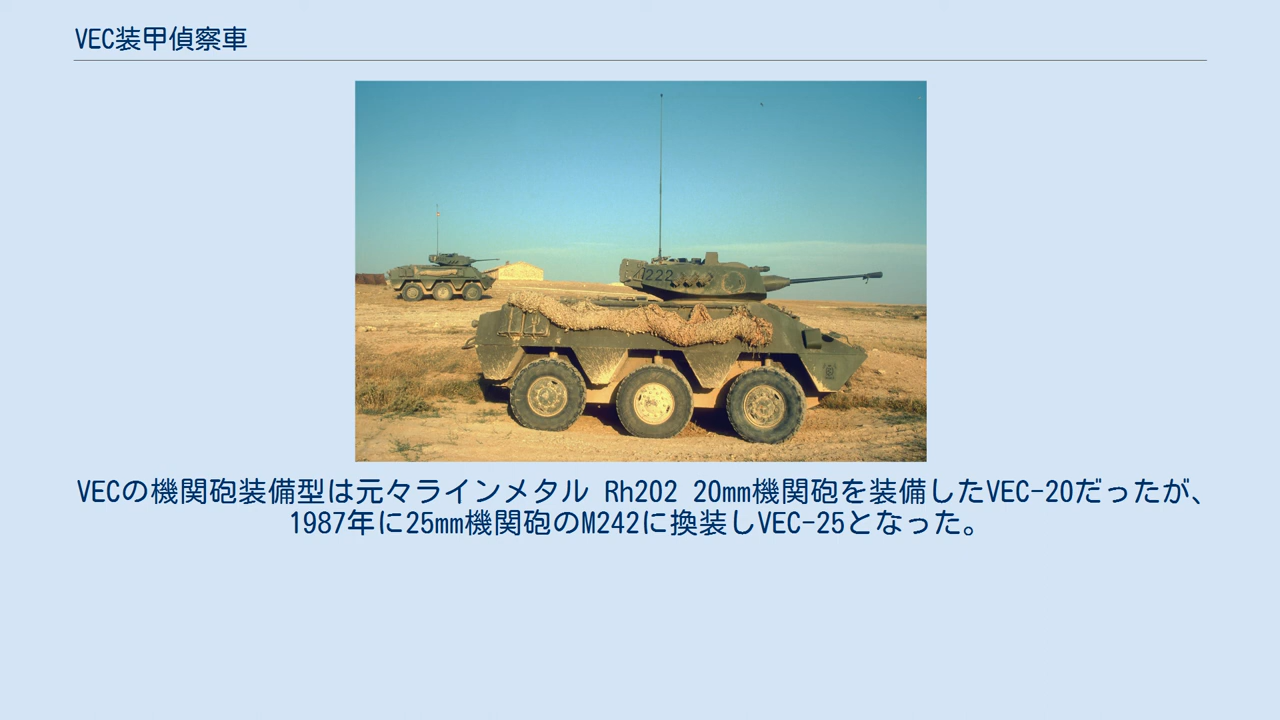 VEC装甲偵察車
1222
VECの機関砲装備型は元々ラインメタル Rh202 20mm機関砲を装備したVEC-20だったが、
1987年に25mm機関砲のM242に換装しVEC-25となった。